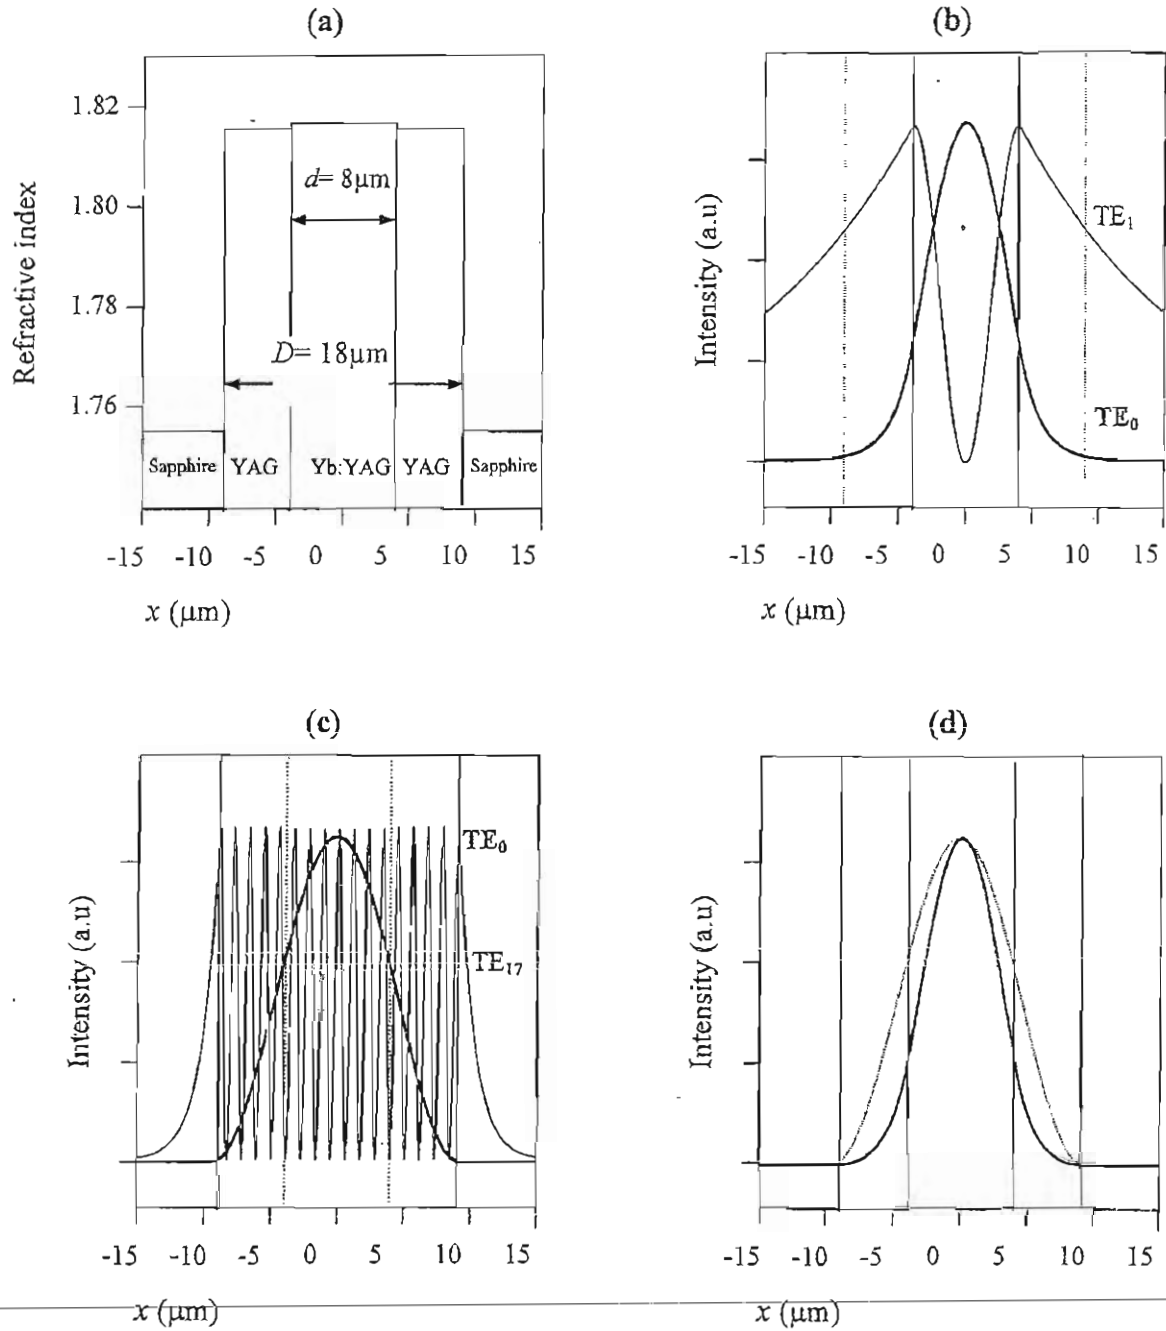 (a)
1.82
1.80
1.78
1.76
Refractive index
d= 8μm
D= 18μm
Sapphire YAG Yb:YAG YAG Sapphire
-15 -10 -5 0 5 10 15
x (μm)
(b)
Intensity (a.u)
TE₁
TE₀
-15 -10 -5 0 5 10 15
x (μm)
(c)
Intensity (a.u)
TE₀
TE₁₇
-15 -10 -5 0 5 10 15
x (μm)
(d)
Intensity (a.u)
-15 -10 -5 0 5 10 15
x (μm)